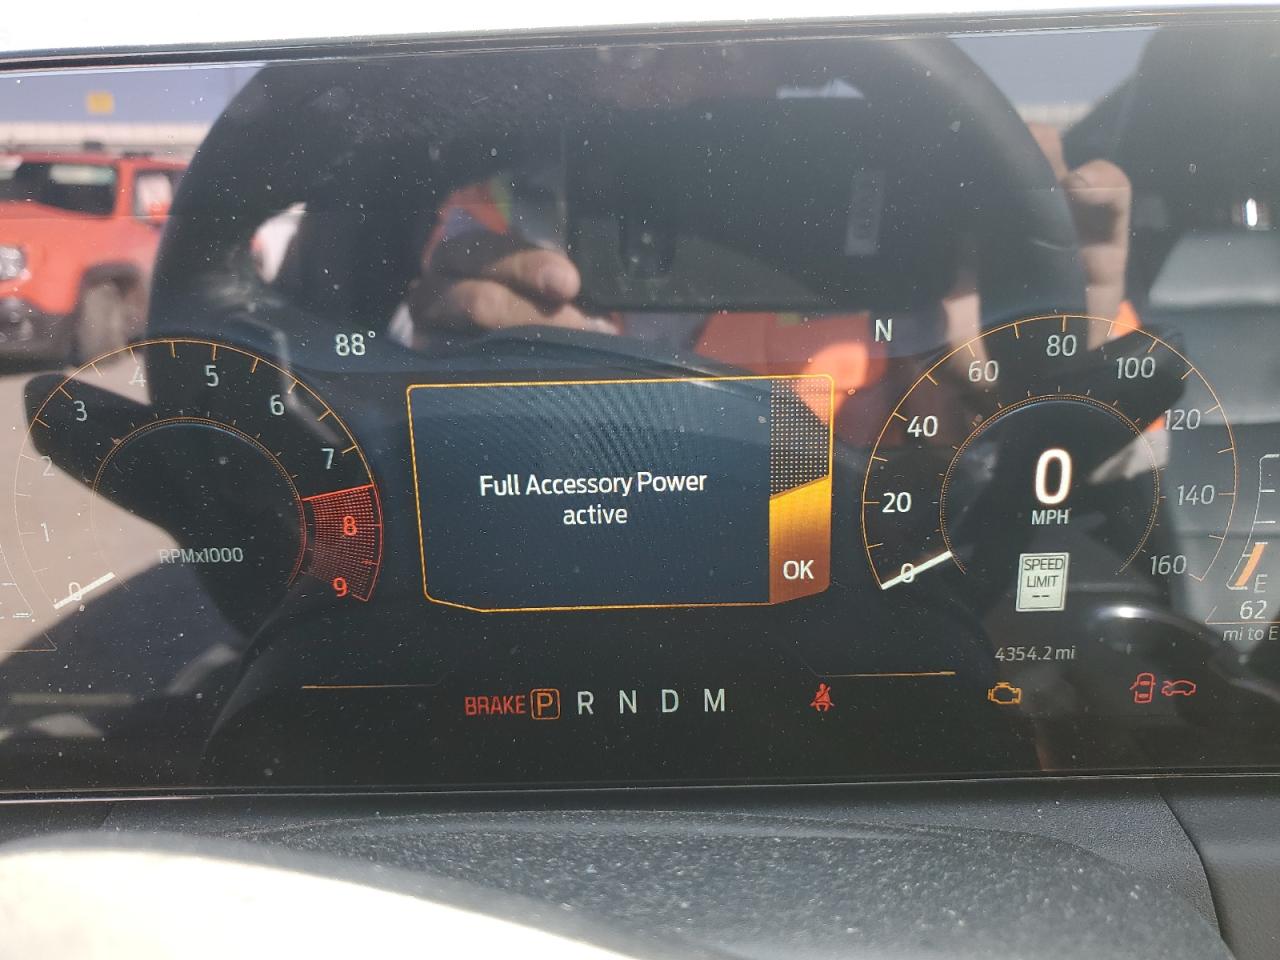 88°
N
0 1 2 3 4 5 6 7 8 9
RPMx1000
Full Accessory Power
active
OK
0 20 40 60 80 100 120 140 160
0
MPH
SPEED
LIMIT
--
E
62
mi to E
4354.2 mi
BRAKE P R N D M